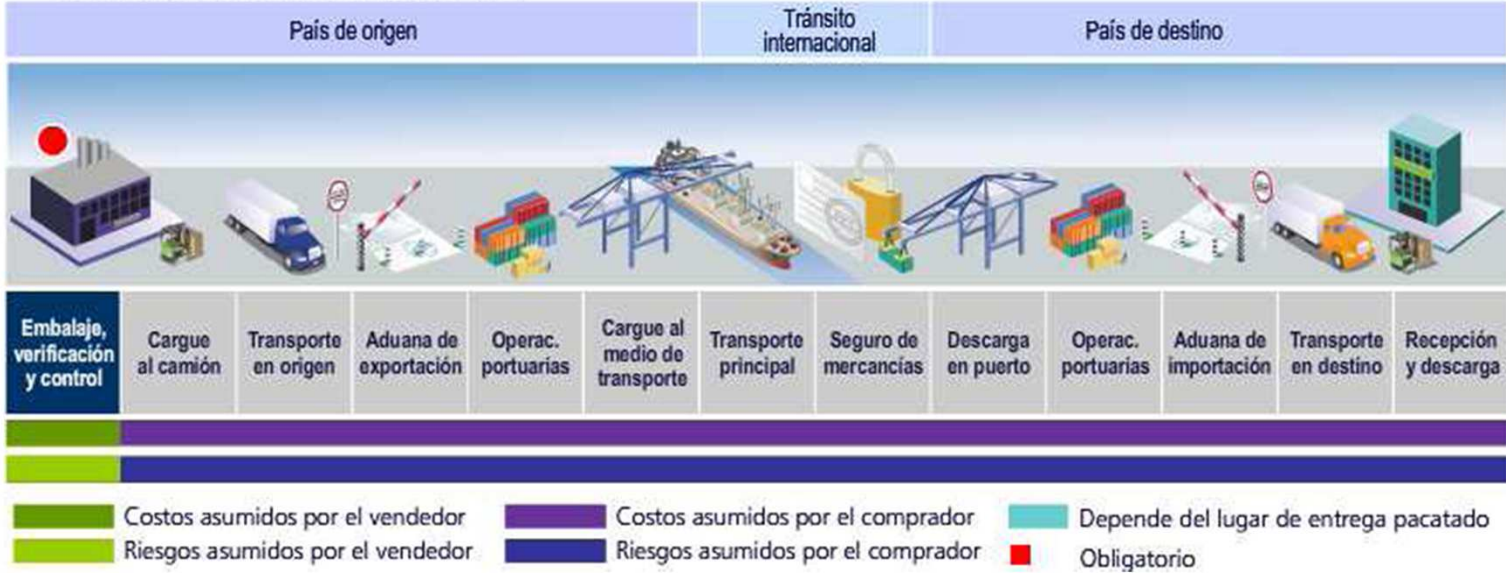 País de origen
Tránsito
internacional
País de destino
Embalaje,
verificación
y control
Cargue
al camión
Transporte
en origen
Aduana de
exportación
Operac.
portuarias
Cargue al
medio de
transporte
Transporte
principal
Seguro de
mercancías
Descarga
en puerto
Operac.
portuarias
Aduana de
importación
Transporte
en destino
Recepción
y descarga
Costos asumidos por el vendedor
Costos asumidos por el comprador
Depende del lugar de entrega pacatado
Riesgos asumidos por el vendedor
Riesgos asumidos por el comprador
Obligatorio